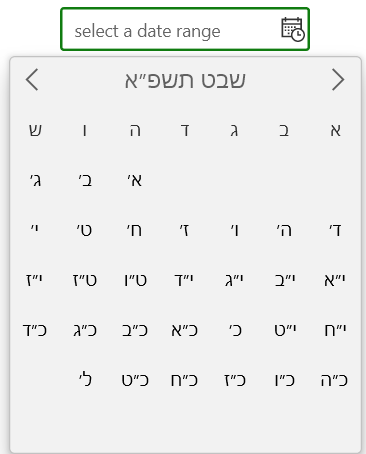 select a date range
שבט תשפ״א
א ב ג ד ה ו ש
א׳ ב׳ ג׳
ד׳ ה׳ ו׳ ז׳ ח׳ ט׳ י׳
י״א י״ב י״ג י״ד ט״ו ט״ז י״ז
י״ח י״ט כ׳ כ״א כ״ב כ״ג כ״ד
כ״ה כ״ו כ״ז כ״ח כ״ט ל׳